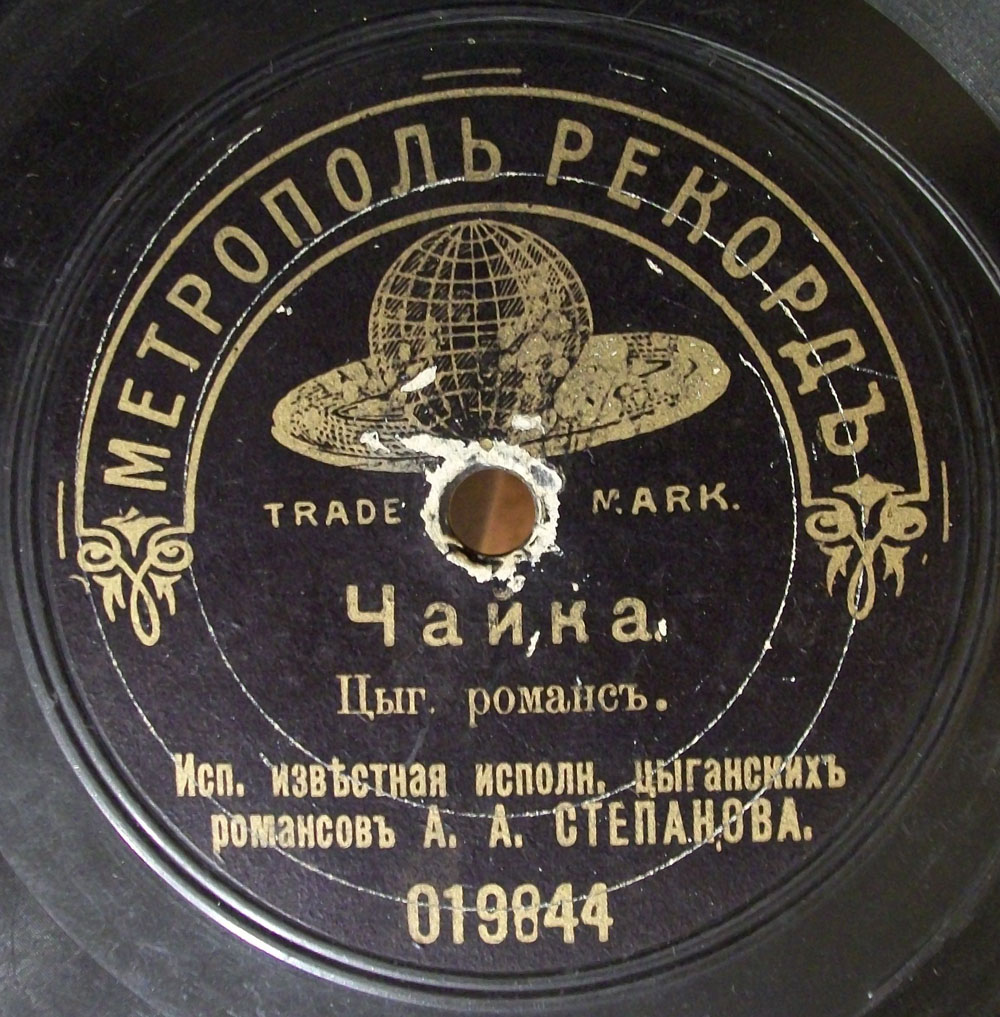 МЕТРОПОЛЬ РЕКОРДЪ
TRADE MARK.
Чайка.
Цыг. романсъ.
Исп. извѣстная исполн. цыганскихъ
романсовъ А. А. СТЕПАНОВА.
019844